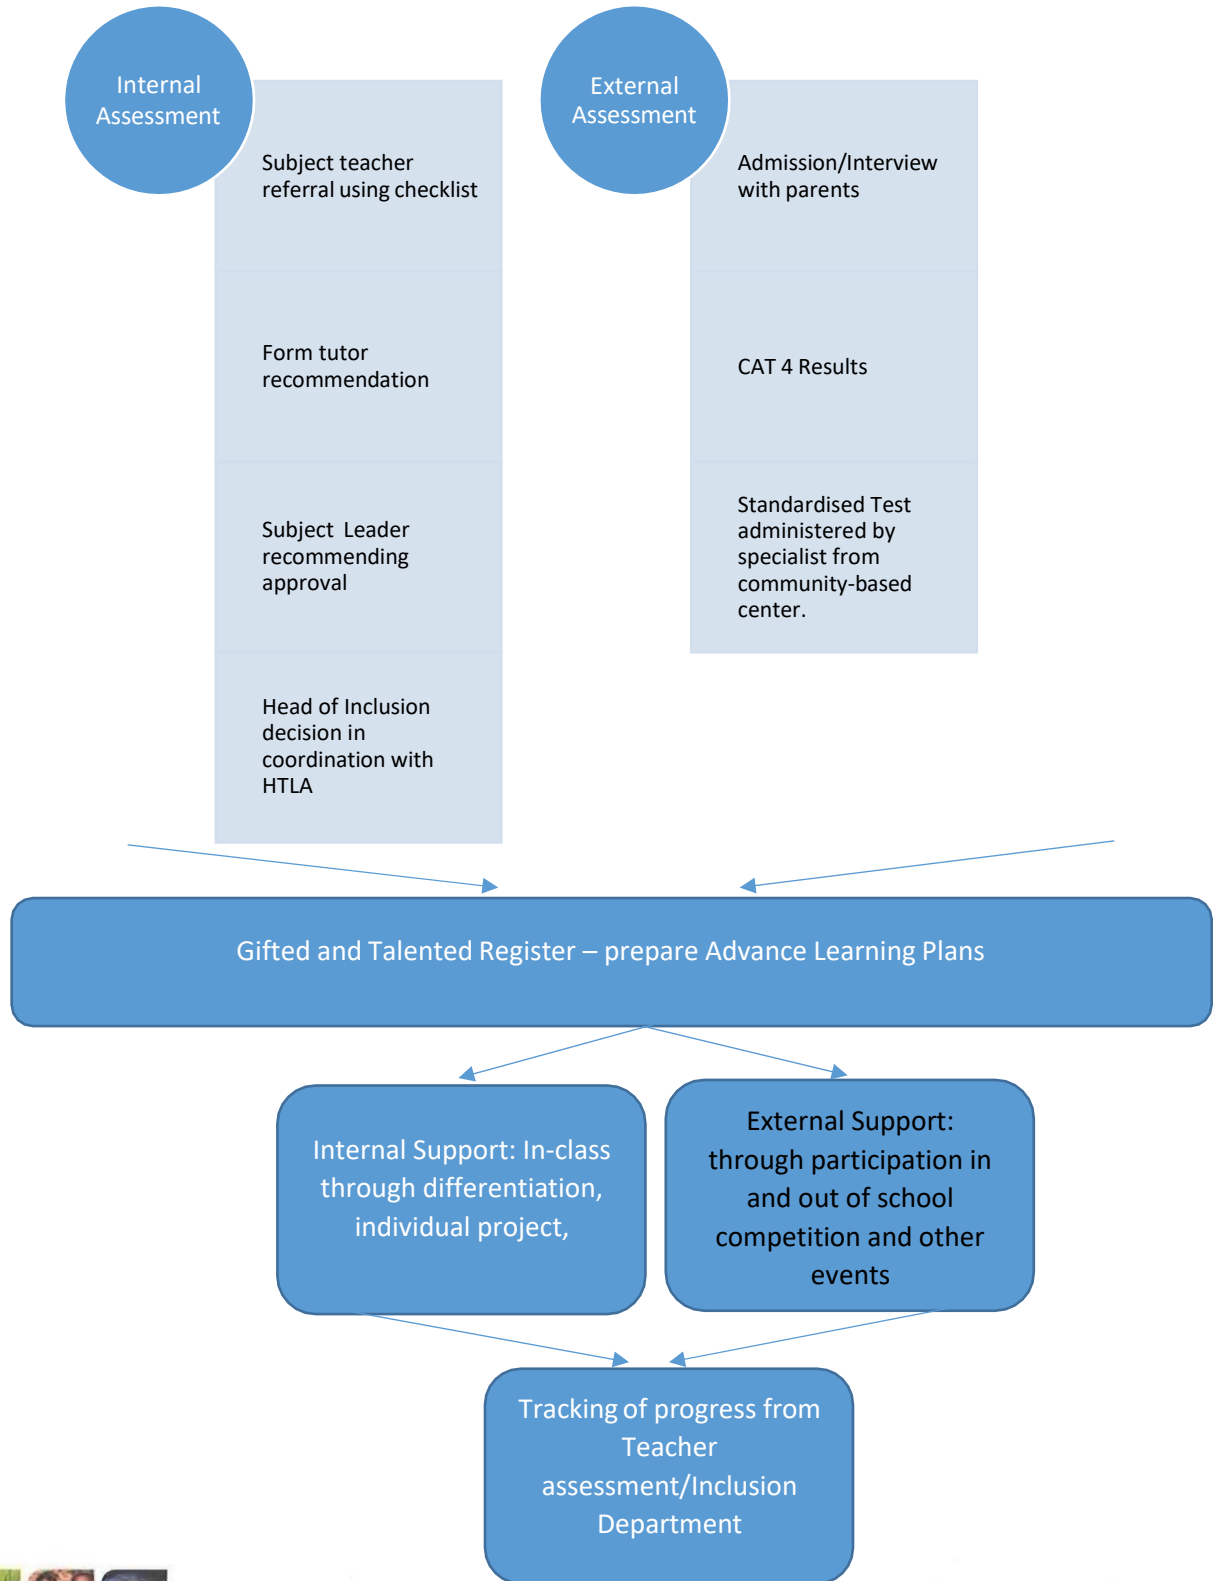 Internal
Assessment
Subject teacher
referral using checklist
Form tutor
recommendation
Subject  Leader
recommending
approval
Head of Inclusion
decision in
coordination with
HTLA
External
Assessment
Admission/Interview
with parents
CAT 4 Results
Standardised Test
administered by
specialist from
community-based
center.
Gifted and Talented Register – prepare Advance Learning Plans
Internal Support: In-class
through differentiation,
individual project,
External Support:
through participation in
and out of school
competition and other
events
Tracking of progress from
Teacher
assessment/Inclusion
Department